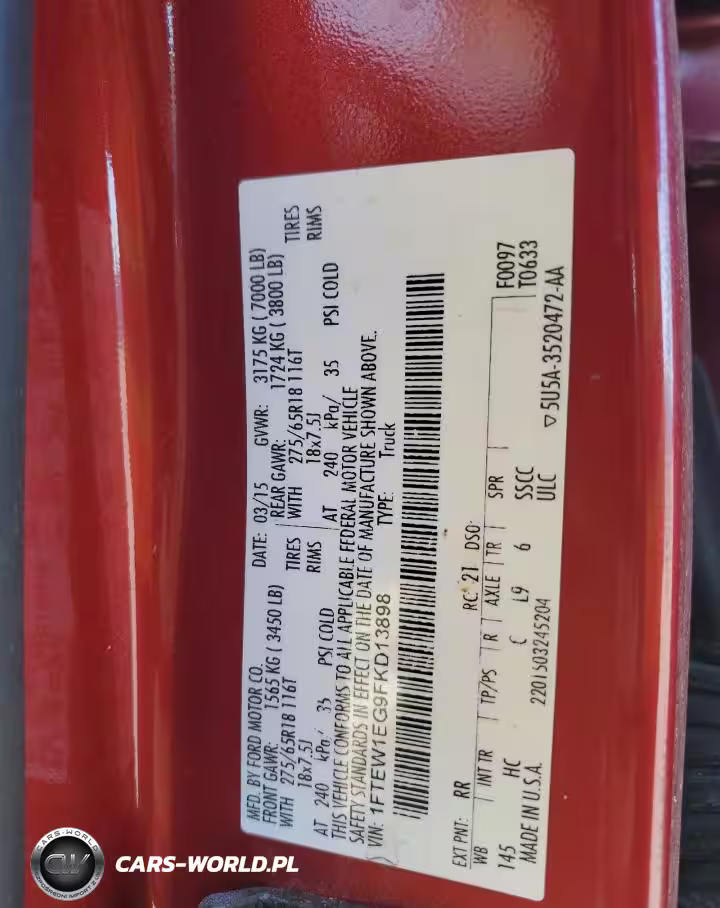 MFD. BY FORD MOTOR CO. DATE: 03/15 GVWR: 3175 KG ( 7000 LB)
FRONT GAWR: 1565 KG ( 3450 LB) REAR GAWR: 1724 KG ( 3800 LB)
WITH 275/65R18 116T TIRES WITH 275/65R18 116T TIRES
18x7.5J RIMS 18x7.5J RIMS
AT 240 kPa/ 35 PSI COLD AT 240 kPa/ 35 PSI COLD
THIS VEHICLE CONFORMS TO ALL APPLICABLE FEDERAL MOTOR VEHICLE
SAFETY STANDARDS IN EFFECT ON THE DATE OF MANUFACTURE SHOWN ABOVE.
VIN: 1FTEW1EG9FKD13898 TYPE: Truck
EXT PNT: RR RC: 21 DSO: F0097
WB INT TR TP/PS R AXLE TR SPR T0633
145 HC C L9 6 SSCC
MADE IN U.S.A. 2201503245204 ULC ▽5U5A-3520472-AA
CARS-WORLD
CW
CARS-WORLD.PL